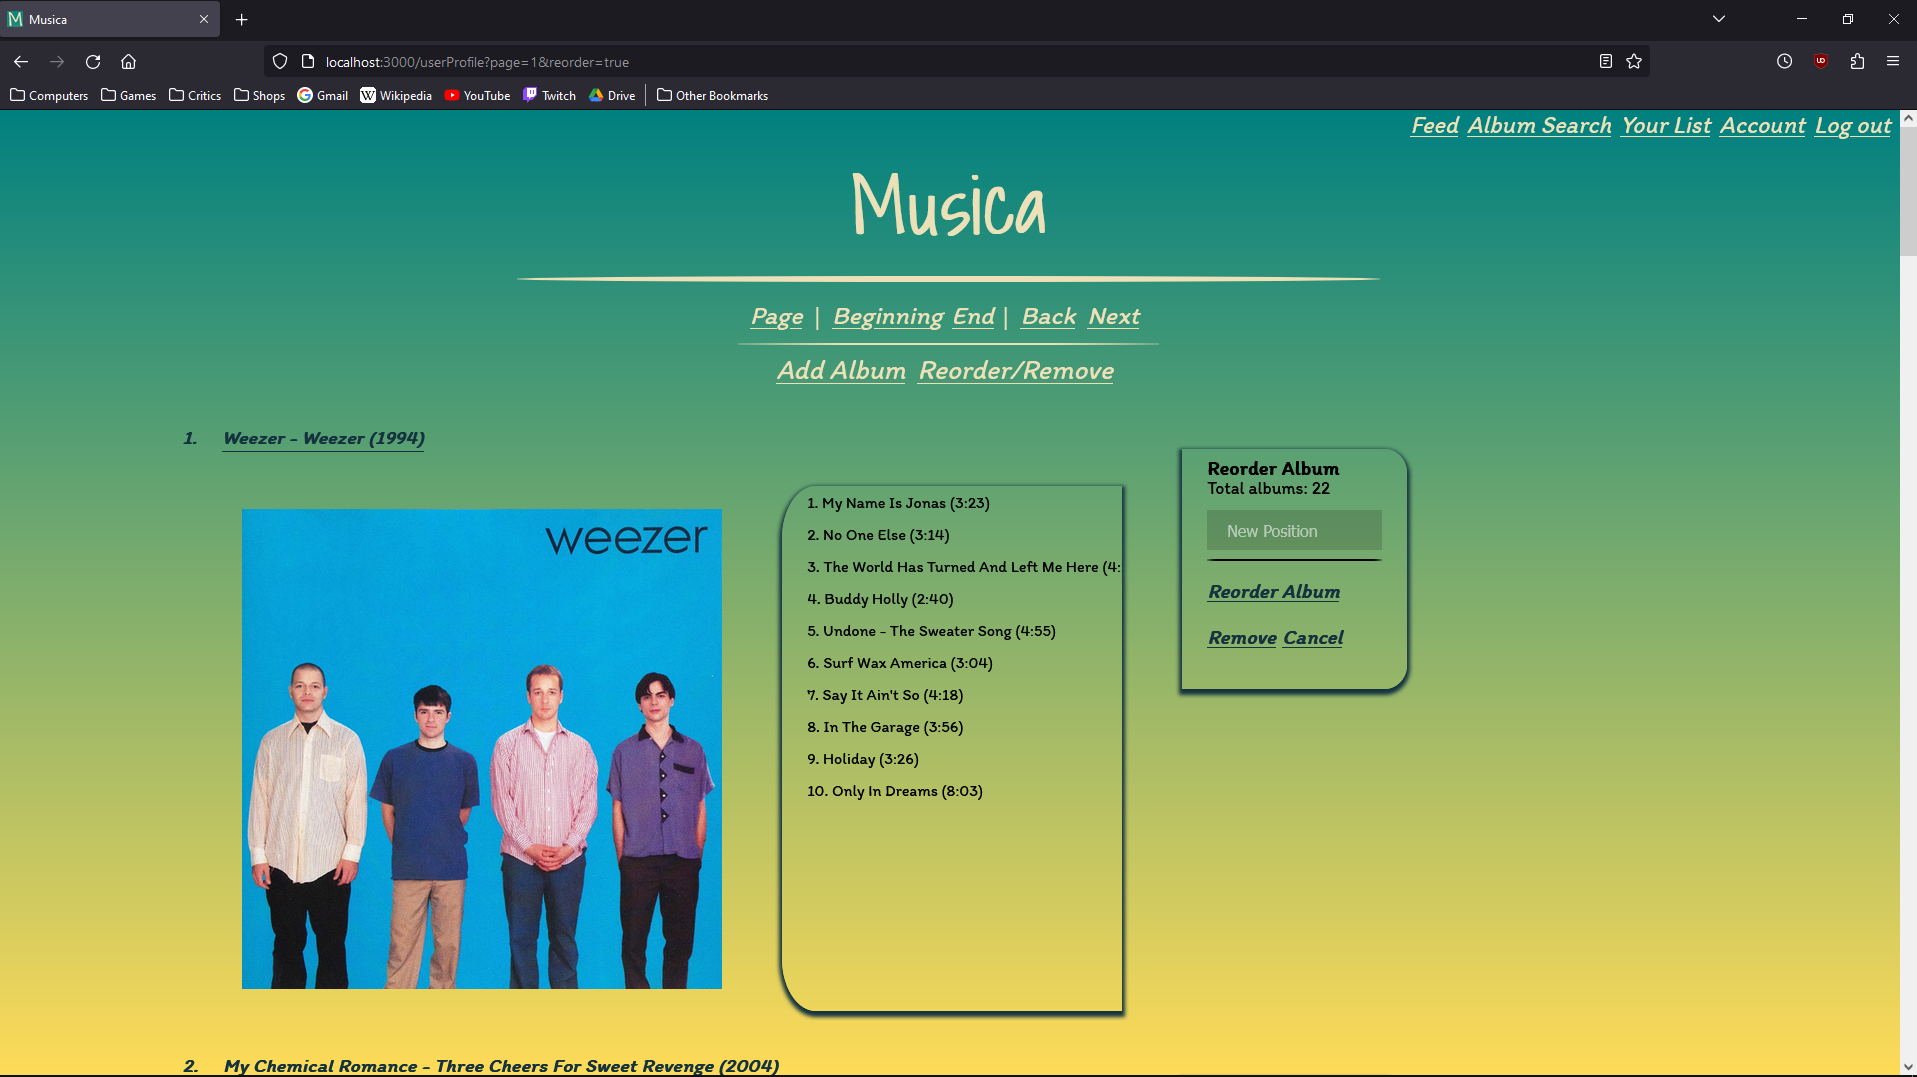 Musica
localhost:3000/userProfile?page=1&reorder=true
Computers Games Critics Shops Gmail Wikipedia YouTube Twitch Drive Other Bookmarks
Feed Album Search Your List Account Log out
Musica
Page | Beginning End | Back Next
Add Album Reorder/Remove
1. Weezer - Weezer (1994)
weezer
1. My Name Is Jonas (3:23)
2. No One Else (3:14)
3. The World Has Turned And Left Me Here (4:
4. Buddy Holly (2:40)
5. Undone - The Sweater Song (4:55)
6. Surf Wax America (3:04)
7. Say It Ain't So (4:18)
8. In The Garage (3:56)
9. Holiday (3:26)
10. Only In Dreams (8:03)
Reorder Album
Total albums: 22
New Position
Reorder Album
Remove Cancel
2. My Chemical Romance - Three Cheers For Sweet Revenge (2004)